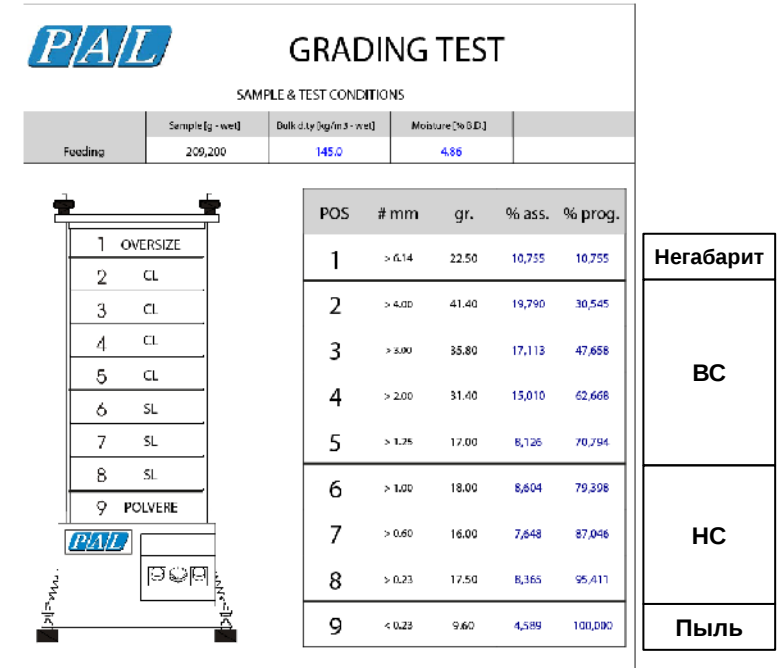 PAL
GRADING TEST
SAMPLE & TEST CONDITIONS
Sample [g - wet] Bulk d.ty [kg/m3 - wet] Moisture [% B.D.]
Feeding 209,200 145.0 4.86
1 OVERSIZE
2 CL
3 CL
4 CL
5 CL
6 SL
7 SL
8 SL
9 POLVERE
PAL
POS # mm gr. % ass. % prog.
1 > 6.14 22.50 10,755 10,755
2 > 4.00 41.40 19,790 30,545
3 > 3.00 35.80 17,113 47,658
4 > 2.00 31.40 15,010 62,668
5 > 1.25 17.00 8,126 70,794
6 > 1.00 18.00 8,604 79,398
7 > 0.60 16.00 7,648 87,046
8 > 0.23 17.50 8,365 95,411
9 < 0.23 9.60 4,589 100,000
Негабарит
ВС
НС
Пыль